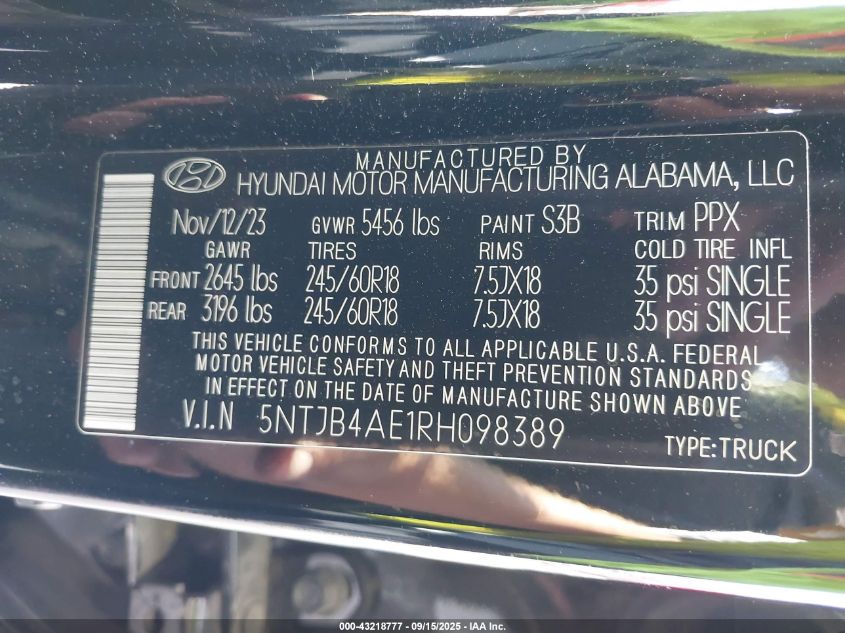 MANUFACTURED BY
HYUNDAI MOTOR MANUFACTURING ALABAMA, LLC
Nov/12/23 GVWR 5456 lbs PAINT S3B TRIM PPX
GAWR TIRES RIMS COLD TIRE INFL
FRONT 2645 lbs 245/60R18 7.5JX18 35 psi SINGLE
REAR 3196 lbs 245/60R18 7.5JX18 35 psi SINGLE
THIS VEHICLE CONFORMS TO ALL APPLICABLE U.S.A. FEDERAL
MOTOR VEHICLE SAFETY AND THEFT PREVENTION STANDARDS
IN EFFECT ON THE DATE OF MANUFACTURE SHOWN ABOVE
V.I.N 5NTJB4AE1RH098389
TYPE:TRUCK
000-43218777 - 09/15/2025 - IAA Inc.